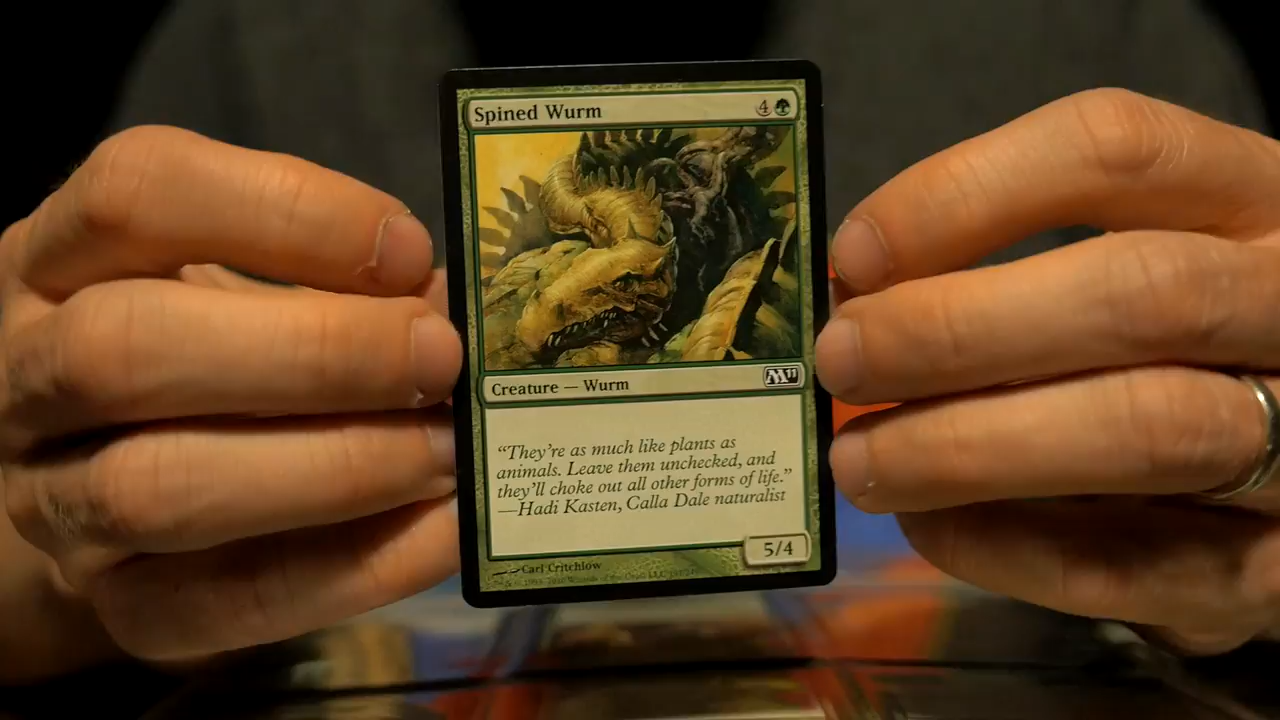 Spined Wurm 4
Creature — Wurm M11
“They're as much like plants as
animals. Leave them unchecked, and
they'll choke out all other forms of life.”
—Hadi Kasten, Calla Dale naturalist
5/4
Carl Critchlow